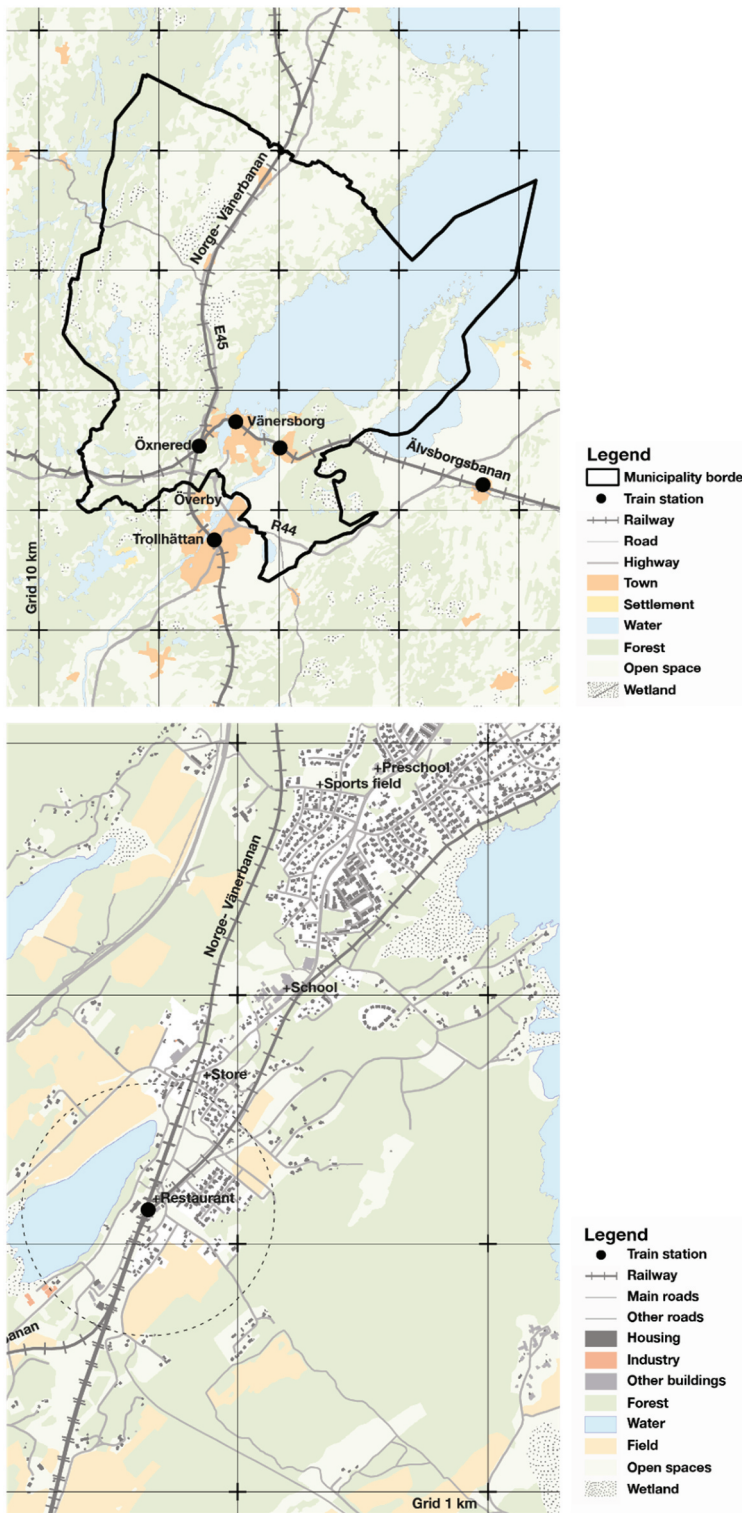 Norge- Vänerbanan
E45
Vänersborg
Öxnered
Älvsborgsbanan
Överby
R44
Trollhättan
Grid 10 km
Legend
Municipality borde
Train station
Railway
Road
Highway
Town
Settlement
Water
Forest
Open space
Wetland
+Preschool
+Sports field
Norge- Vänerbanan
+School
+Store
+Restaurant
banan
Grid 1 km
Legend
Train station
Railway
Main roads
Other roads
Housing
Industry
Other buildings
Forest
Water
Field
Open spaces
Wetland